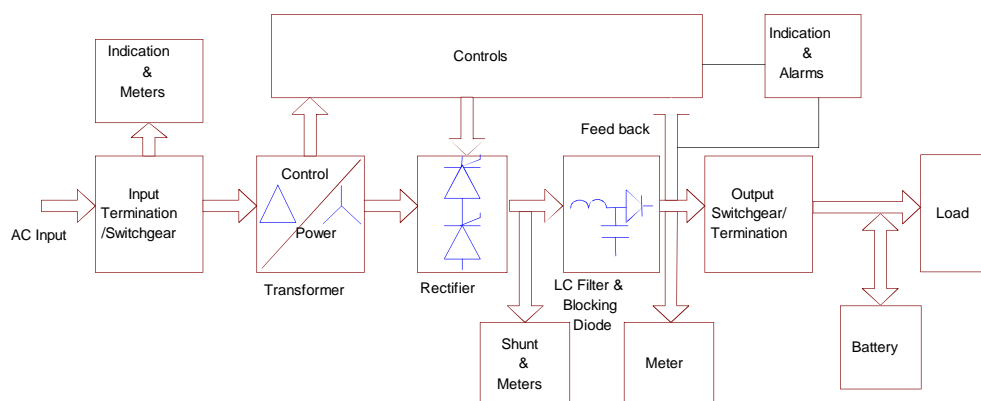 Indication
&
Meters
Controls
Indication
&
Alarms
Feed back
AC Input
Input
Termination
/Switchgear
Control
Power
Transformer
Rectifier
LC Filter &
Blocking
Diode
Output
Switchgear/
Termination
Load
Shunt
&
Meters
Meter
Battery